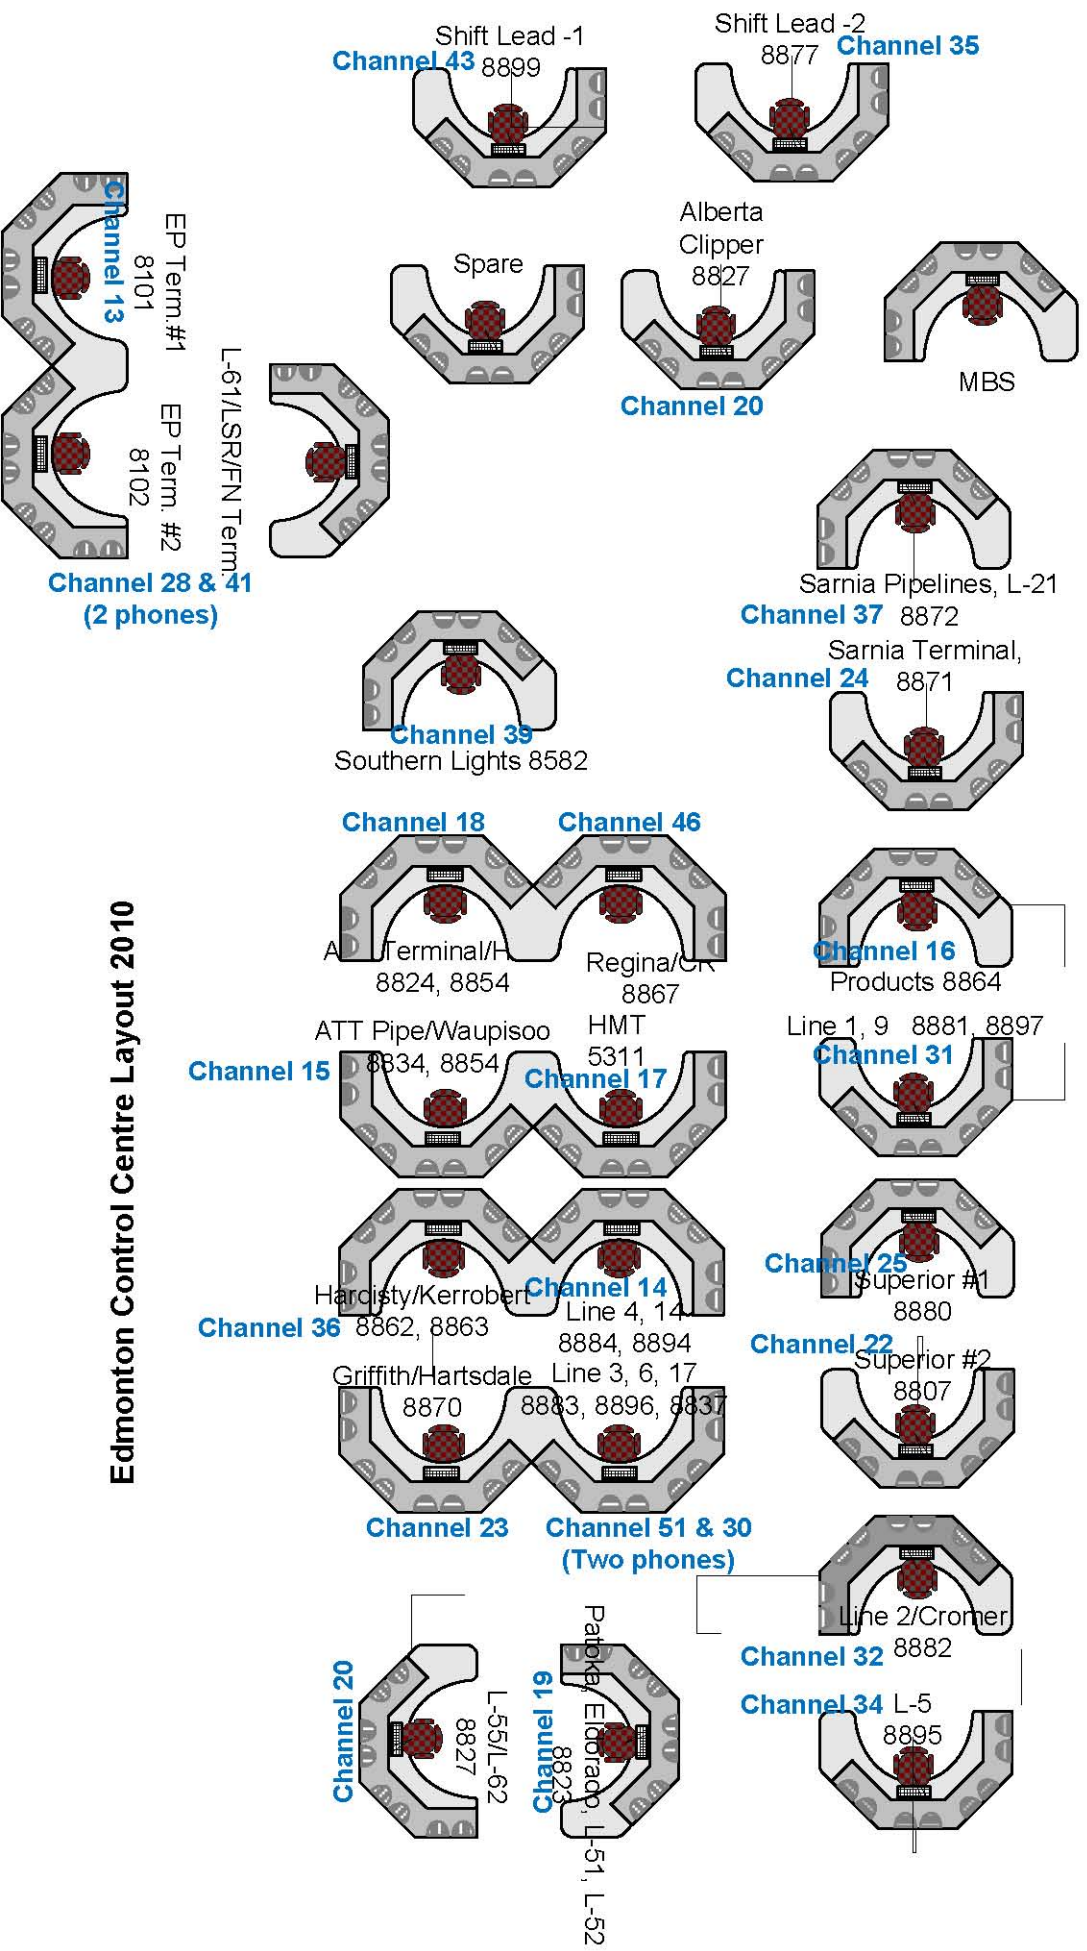 Shift Lead -1
8899
Channel 43
Shift Lead -2
8877
Channel 35
Channel 13
EP Term.#1
8101
EP Term. #2
8102
L-61/LSR/FN Term.
Channel 28 & 41
(2 phones)
Spare
Alberta
Clipper
8827
Channel 20
MBS
Sarnia Pipelines, L-21
Channel 37 8872
Sarnia Terminal,
Channel 24 8871
Channel 39
Southern Lights 8582
Channel 18
Channel 46
Terminal/H
8824, 8854
Regina/CK
8867
Channel 16
Products 8864
ATT Pipe/Waupisoo
8834, 8854
Channel 15
HMT
5311
Channel 17
Line 1, 9 8881, 8897
Channel 31
Edmonton Control Centre Layout 2010
Hardisty/Kerrobert
Channel 36 8862, 8863
Channel 14
Line 4, 14
8884, 8894
Channel 25
Superior #1
8880
Channel 22
Superior #2
8807
Griffith/Hartsdale
8870
Line 3, 6, 17
8883, 8896, 8837
Channel 23
Channel 51 & 30
(Two phones)
Line 2/Cromer
8882
Channel 32
Channel 34 L-5
8895
Channel 20
L-55/L-62
8827
Channel 19
Patoka, Eldorado, L-51, L-52
8823